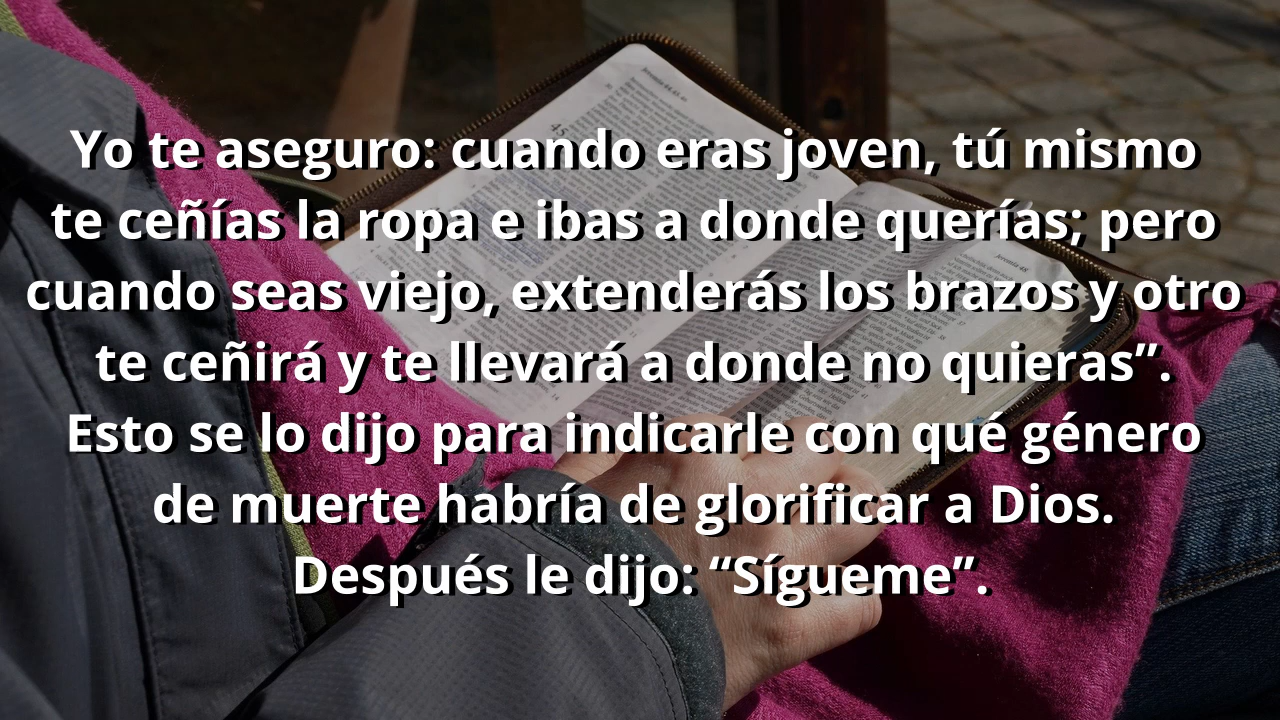 Yo te aseguro: cuando eras joven, tú mismo
te ceñías la ropa e ibas a donde querías; pero
cuando seas viejo, extenderás los brazos y otro
te ceñirá y te llevará a donde no quieras”.
Esto se lo dijo para indicarle con qué género
de muerte habría de glorificar a Dios.
Después le dijo: “Sígueme”.